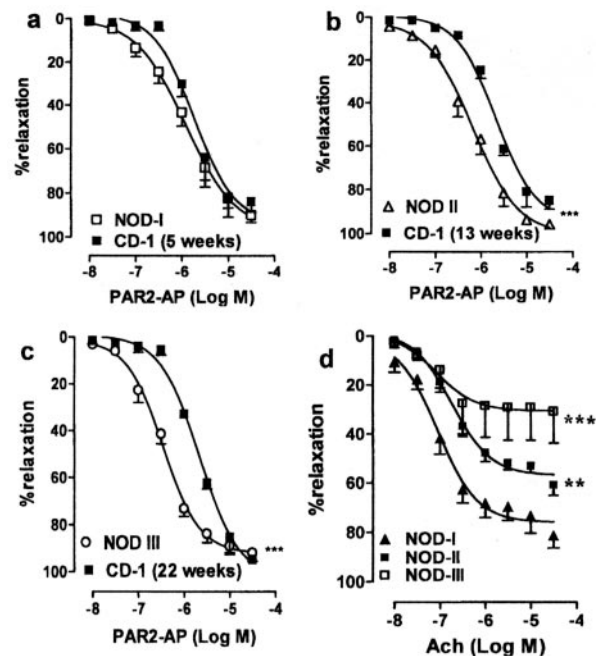 a
0
20
40
60
80
100
%relaxation
NOD-I
CD-1 (5 weeks)
-8 -7 -6 -5 -4
PAR2-AP (Log M)
b
0
20
40
60
80
100
%relaxation
NOD II
***
CD-1 (13 weeks)
-8 -7 -6 -5 -4
PAR2-AP (Log M)
c
0
20
40
60
80
100
%relaxation
NOD III
***
CD-1 (22 weeks)
-8 -7 -6 -5 -4
PAR2-AP (Log M)
d
0
20
40
60
80
100
%relaxation
***
**
NOD-I
NOD-II
NOD-III
-8 -7 -6 -5 -4
Ach (Log M)